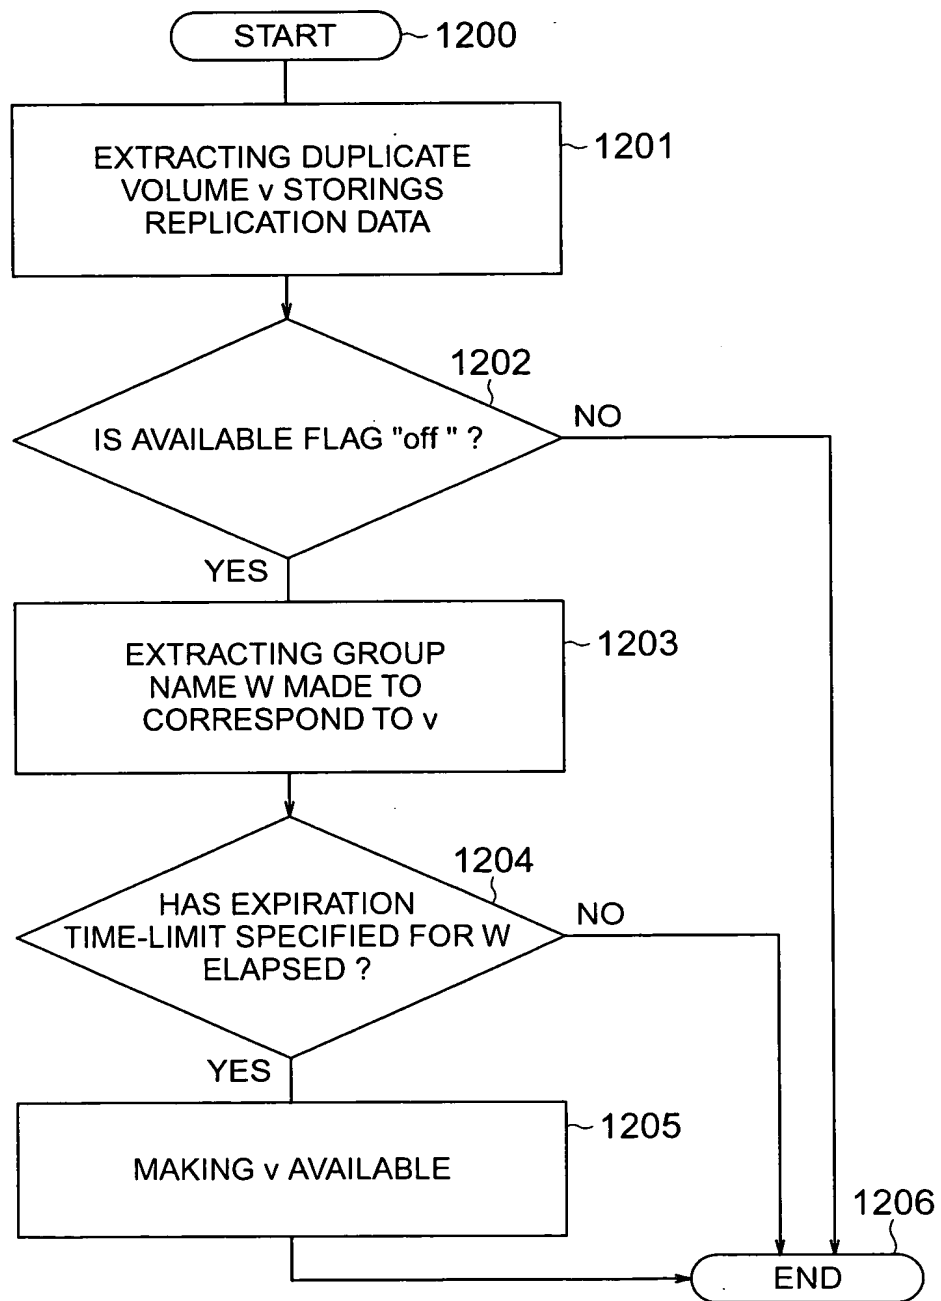 START
1200
EXTRACTING DUPLICATE
VOLUME v STORINGS
REPLICATION DATA
1201
1202
IS AVAILABLE FLAG "off" ?
NO
YES
EXTRACTING GROUP
NAME W MADE TO
CORRESPOND TO v
1203
1204
HAS EXPIRATION
TIME-LIMIT SPECIFIED FOR W
ELAPSED ?
NO
YES
MAKING v AVAILABLE
1205
1206
END